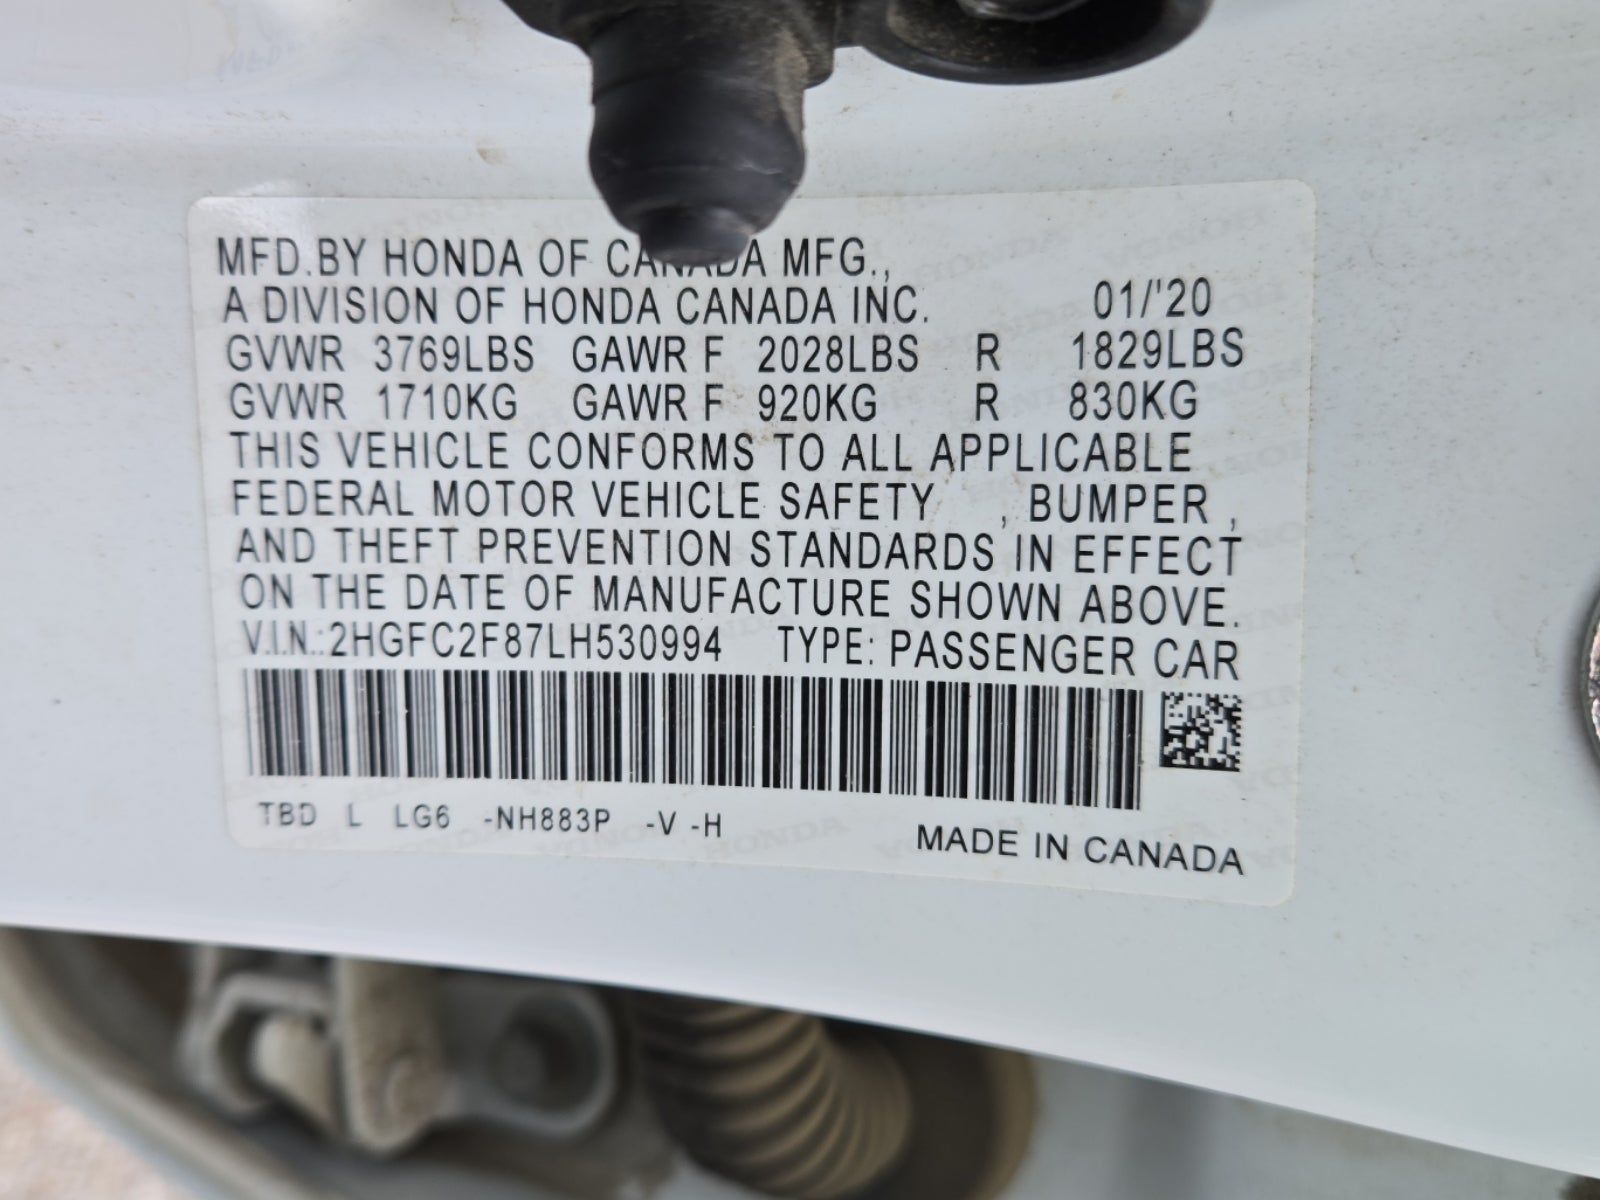 MFD.BY HONDA OF CANADA MFG.,
A DIVISION OF HONDA CANADA INC. 01/'20
GVWR 3769LBS GAWR F 2028LBS R 1829LBS
GVWR 1710KG GAWR F 920KG R 830KG
THIS VEHICLE CONFORMS TO ALL APPLICABLE
FEDERAL MOTOR VEHICLE SAFETY , BUMPER ,
AND THEFT PREVENTION STANDARDS IN EFFECT
ON THE DATE OF MANUFACTURE SHOWN ABOVE.
V.I.N.:2HGFC2F87LH530994 TYPE: PASSENGER CAR
TBD L LG6 -NH883P -V -H
MADE IN CANADA